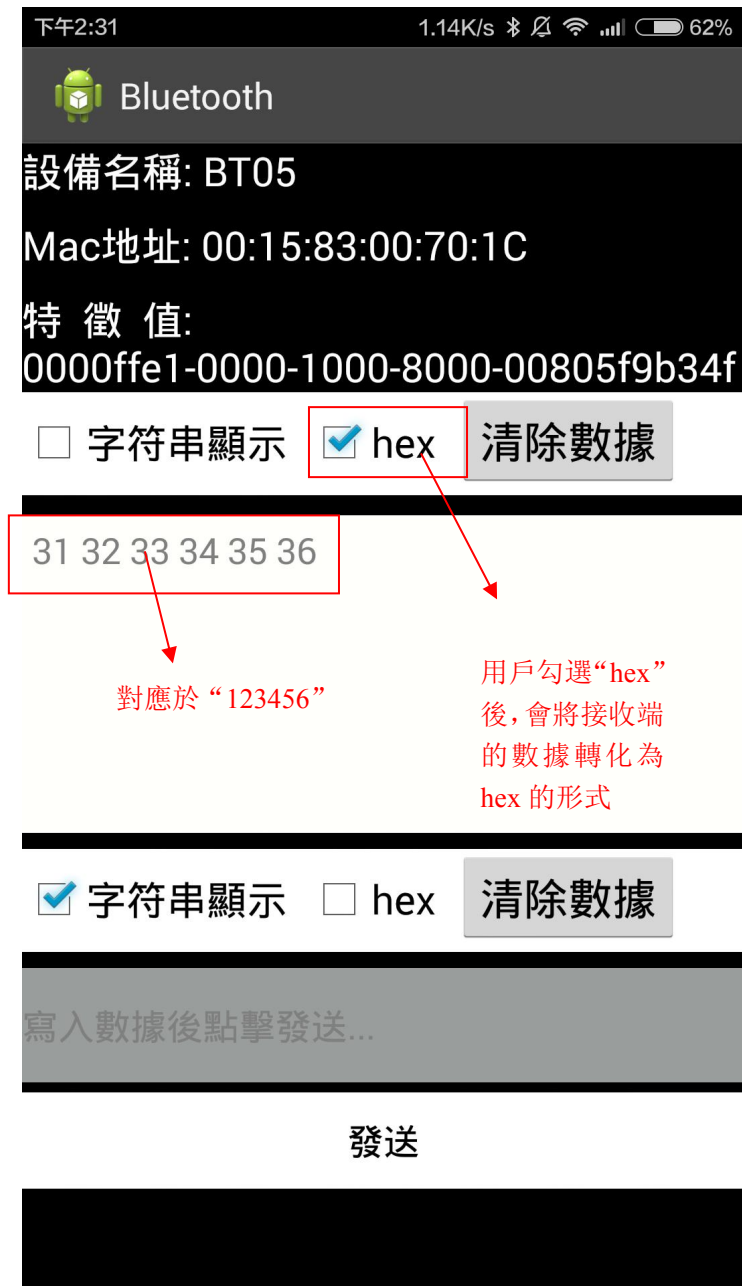 下午2:31 1.14K/s 62%
Bluetooth
設備名稱: BT05
Mac地址: 00:15:83:00:70:1C
特 徵 值:
0000ffe1-0000-1000-8000-00805f9b34f
字符串顯示 hex 清除數據
31 32 33 34 35 36
對應於“123456”
用戶勾選“hex”
後，會將接收端
的數據轉化為
hex 的形式
字符串顯示 hex 清除數據
寫入數據後點擊發送...
發送